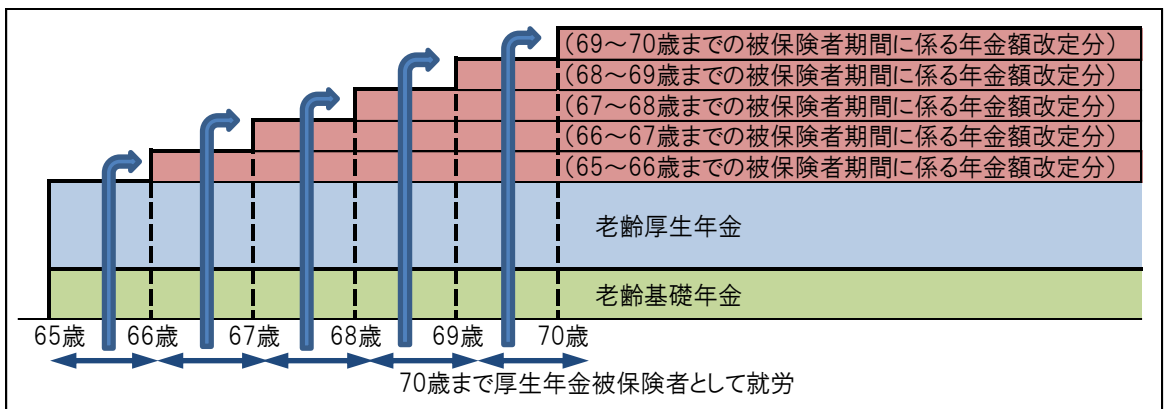 (69～70歳までの被保険者期間に係る年金額改定分)
(68～69歳までの被保険者期間に係る年金額改定分)
(67～68歳までの被保険者期間に係る年金額改定分)
(66～67歳までの被保険者期間に係る年金額改定分)
(65～66歳までの被保険者期間に係る年金額改定分)
老齢厚生年金
老齢基礎年金
65歳 66歳 67歳 68歳 69歳 70歳
70歳まで厚生年金被保険者として就労